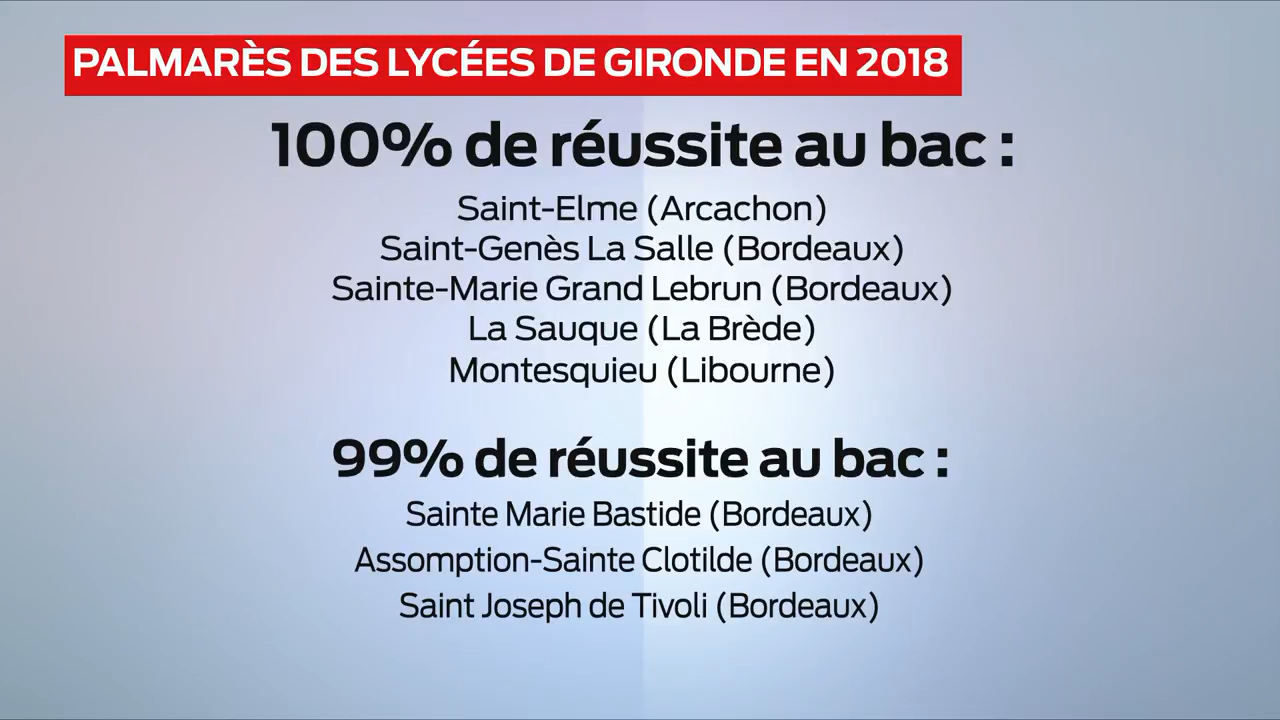 PALMARÈS DES LYCÉES DE GIRONDE EN 2018
100% de réussite au bac :
Saint-Elme (Arcachon)
Saint-Genès La Salle (Bordeaux)
Sainte-Marie Grand Lebrun (Bordeaux)
La Sauque (La Brède)
Montesquieu (Libourne)
99% de réussite au bac :
Sainte Marie Bastide (Bordeaux)
Assomption-Sainte Clotilde (Bordeaux)
Saint Joseph de Tivoli (Bordeaux)